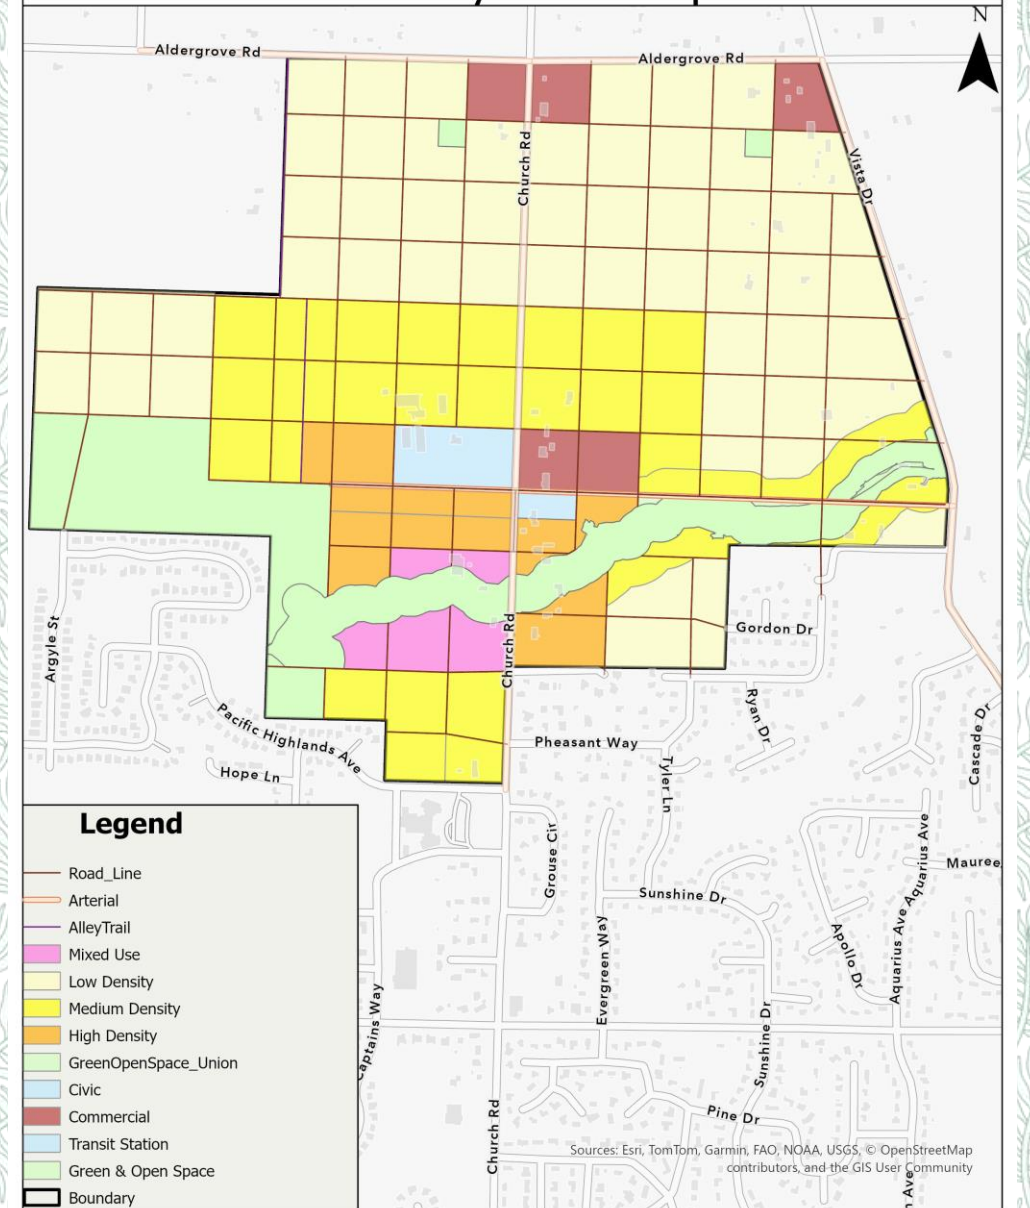 N
Aldergrove Rd
Aldergrove Rd
Church Rd
Vista Dr
Argyle St
Church Rd
Gordon Dr
Pacific Highlands Ave
Ryan Dr
Cascade Dr
Pheasant Way
Hope Ln
Tyler Ln
Grouse Cir
Aquarius Ave
Sunshine Dr
Evergreen Way
Apollo Dr
Aquarius Ave
Captains Way
Sunshine Dr
Pine Dr
Church Rd
Legend
Road_Line
Arterial
AlleyTrail
Mixed Use
Low Density
Medium Density
High Density
GreenOpenSpace_Union
Civic
Commercial
Transit Station
Green & Open Space
Boundary
Sources: Esri, TomTom, Garmin, FAO, NOAA, USGS, © OpenStreetMap
contributors, and the GIS User Community